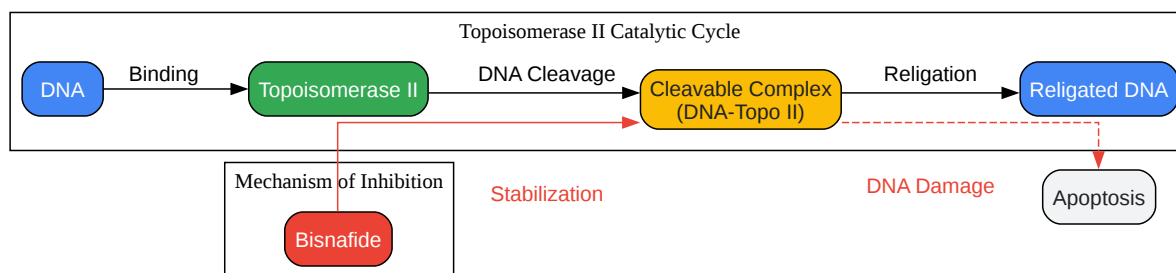 Topoisomerase II Catalytic Cycle
DNA
Binding
Topoisomerase II
DNA Cleavage
Cleavable Complex
(DNA-Topo II)
Religation
Religated DNA
Mechanism of Inhibition
Stabilization
DNA Damage
Apoptosis
Bisnafide